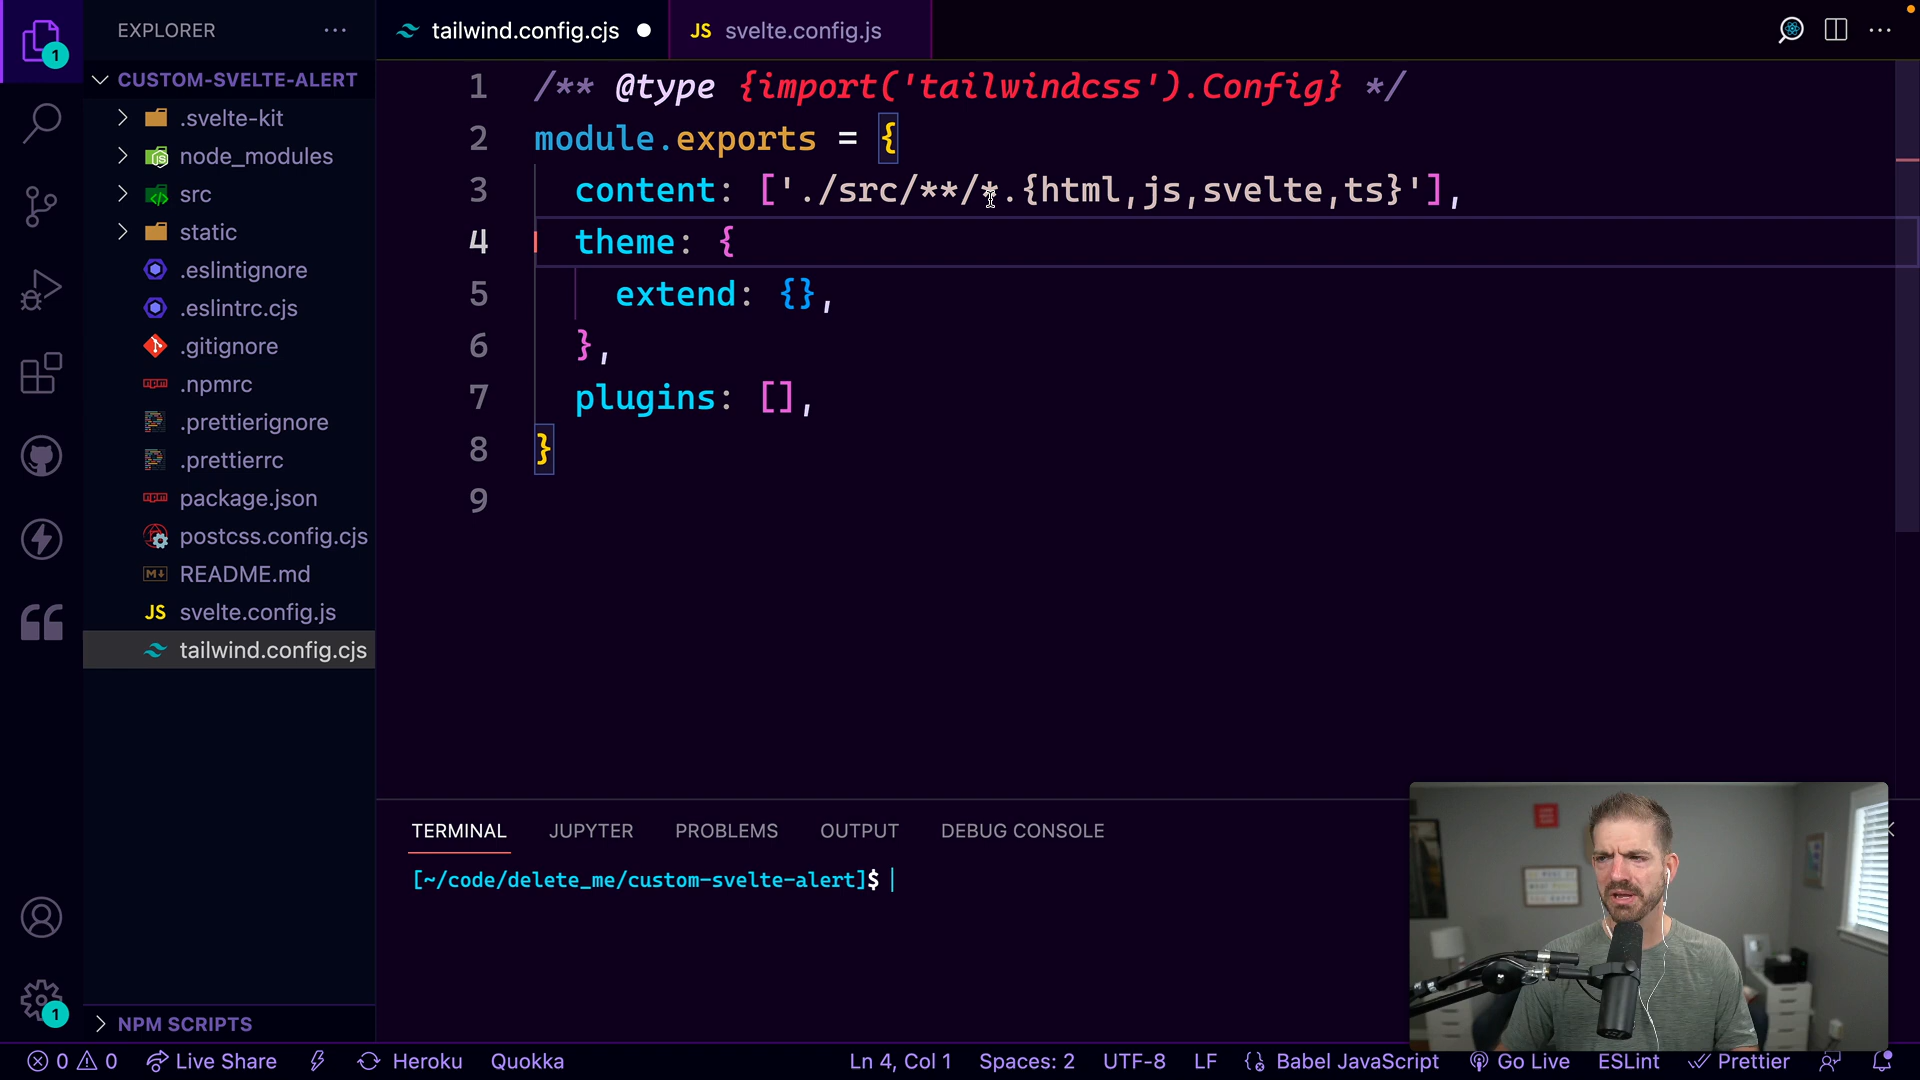 EXPLORER
tailwind.config.cjs
JS svelte.config.js
1
CUSTOM-SVELTE-ALERT
.svelte-kit
node_modules
src
static
.eslintignore
.eslintrc.cjs
.gitignore
.npmrc
.prettierignore
.prettierrc
package.json
postcss.config.cjs
README.md
JS svelte.config.js
tailwind.config.cjs
1 /** @type {import('tailwindcss').Config} */
2 module.exports = {
3 content: ['./src/**/*.{html,js,svelte,ts}'],
4 theme: {
5 extend: {},
6 },
7 plugins: [],
8 }
9
TERMINAL JUPYTER PROBLEMS OUTPUT DEBUG CONSOLE
[~/code/delete_me/custom-svelte-alert]$
1
NPM SCRIPTS
0 0 Live Share Heroku Quokka Ln 4, Col 1 Spaces: 2 UTF-8 LF {} Babel JavaScript Go Live ESLint Prettier